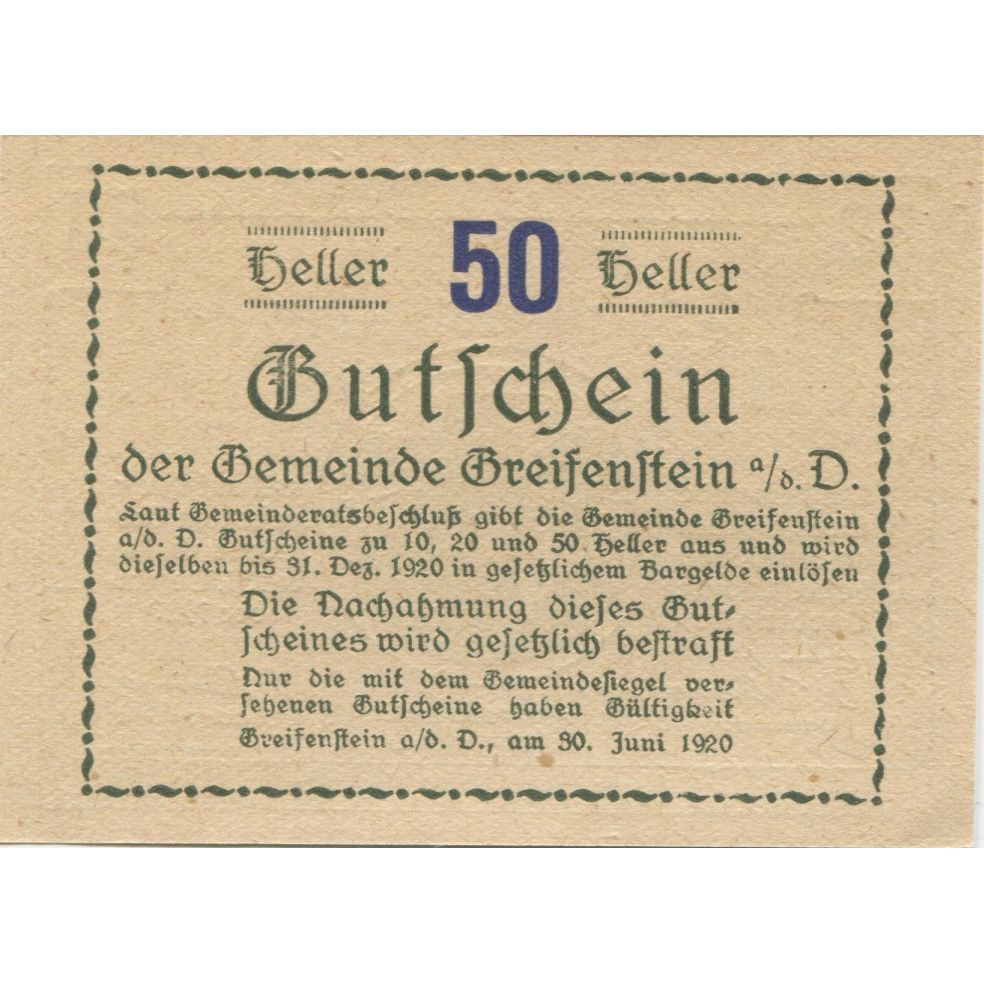 Heller 50 Heller
Gutschein
der Gemeinde Greifenstein a/d. D.
Laut Gemeinderatsbeschluß gibt die Gemeinde Greifenstein
a/d. D. Gutscheine zu 10, 20 und 50 Heller aus und wird
dieselben bis 31. Dez. 1920 in gesetzlichem Bargelde einlösen
Die Nachahmung dieses Gut-
scheines wird gesetzlich bestraft
Nur die mit dem Gemeindesiegel ver-
sehenen Gutscheine haben Gültigkeit
Greifenstein a/d. D., am 30. Juni 1920